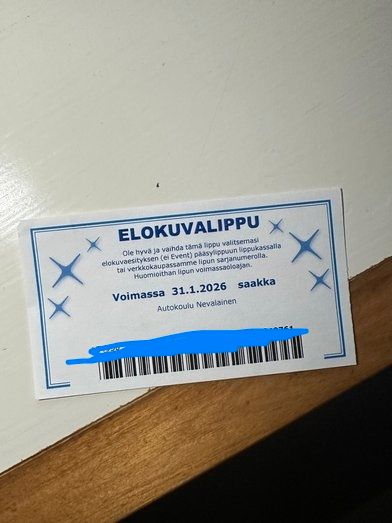 ELOKUVALIPPU
Ole hyvä ja vaihda tämä lippu valitsemasi
elokuvaesityksen (ei Event) pääsylippuun lippukassalla
tai verkkokaupassamme lipun sarjanumerolla.
Huomioithan lipun voimassaoloajan.
Voimassa 31.1.2026 saakka
Autokoulu Nevalainen